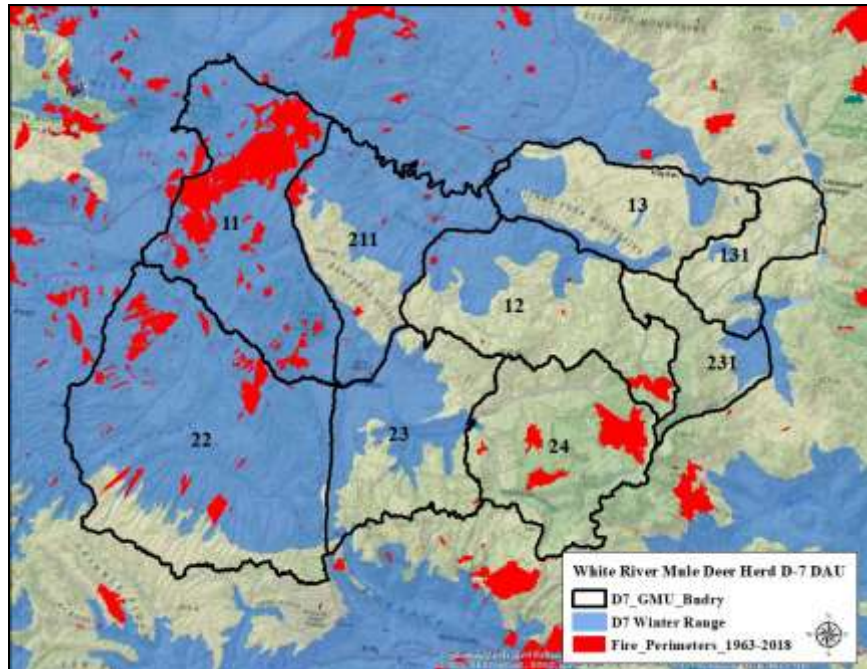 13
11
211
131
12
231
22
23
24
White River Mule Deer Herd D-7 DAU
D7_GMU_Bndry
D7 Winter Range
Fire_Perimeters_1963-2018